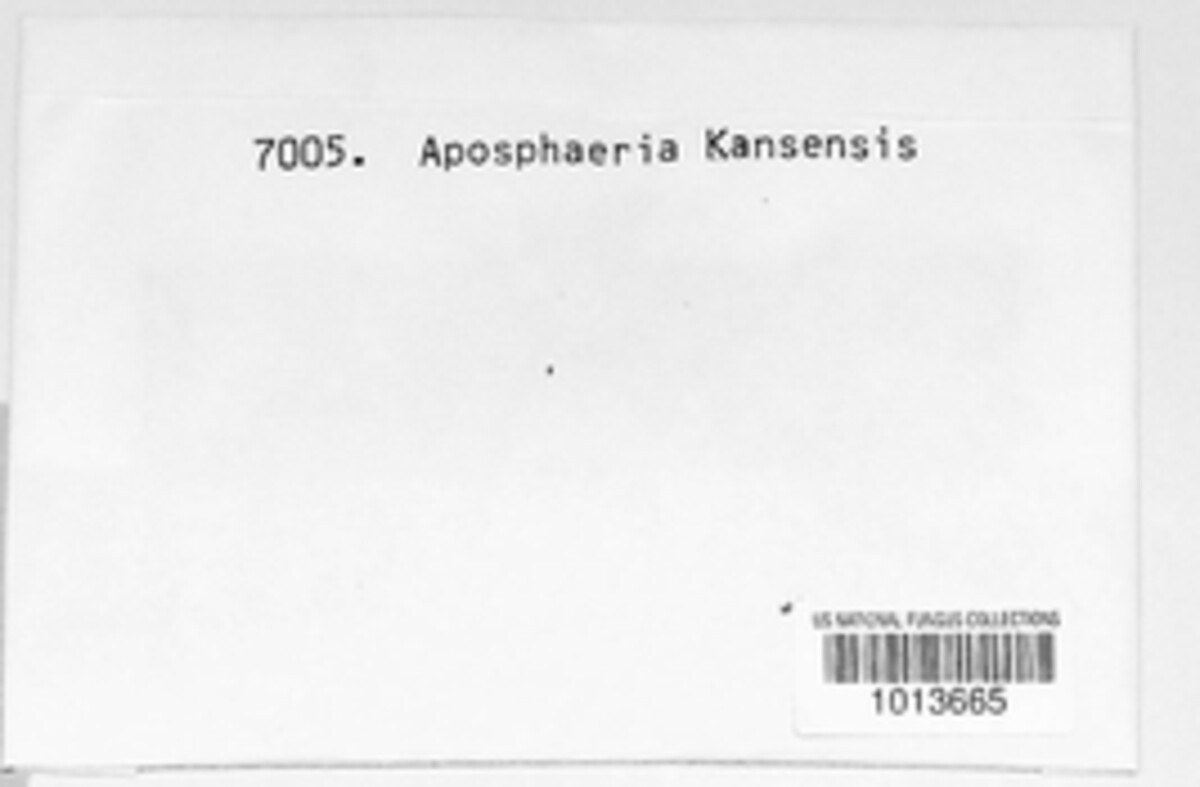 7005. Aposphaeria Kansensis
US NATIONAL FUNGUS COLLECTIONS
1013665